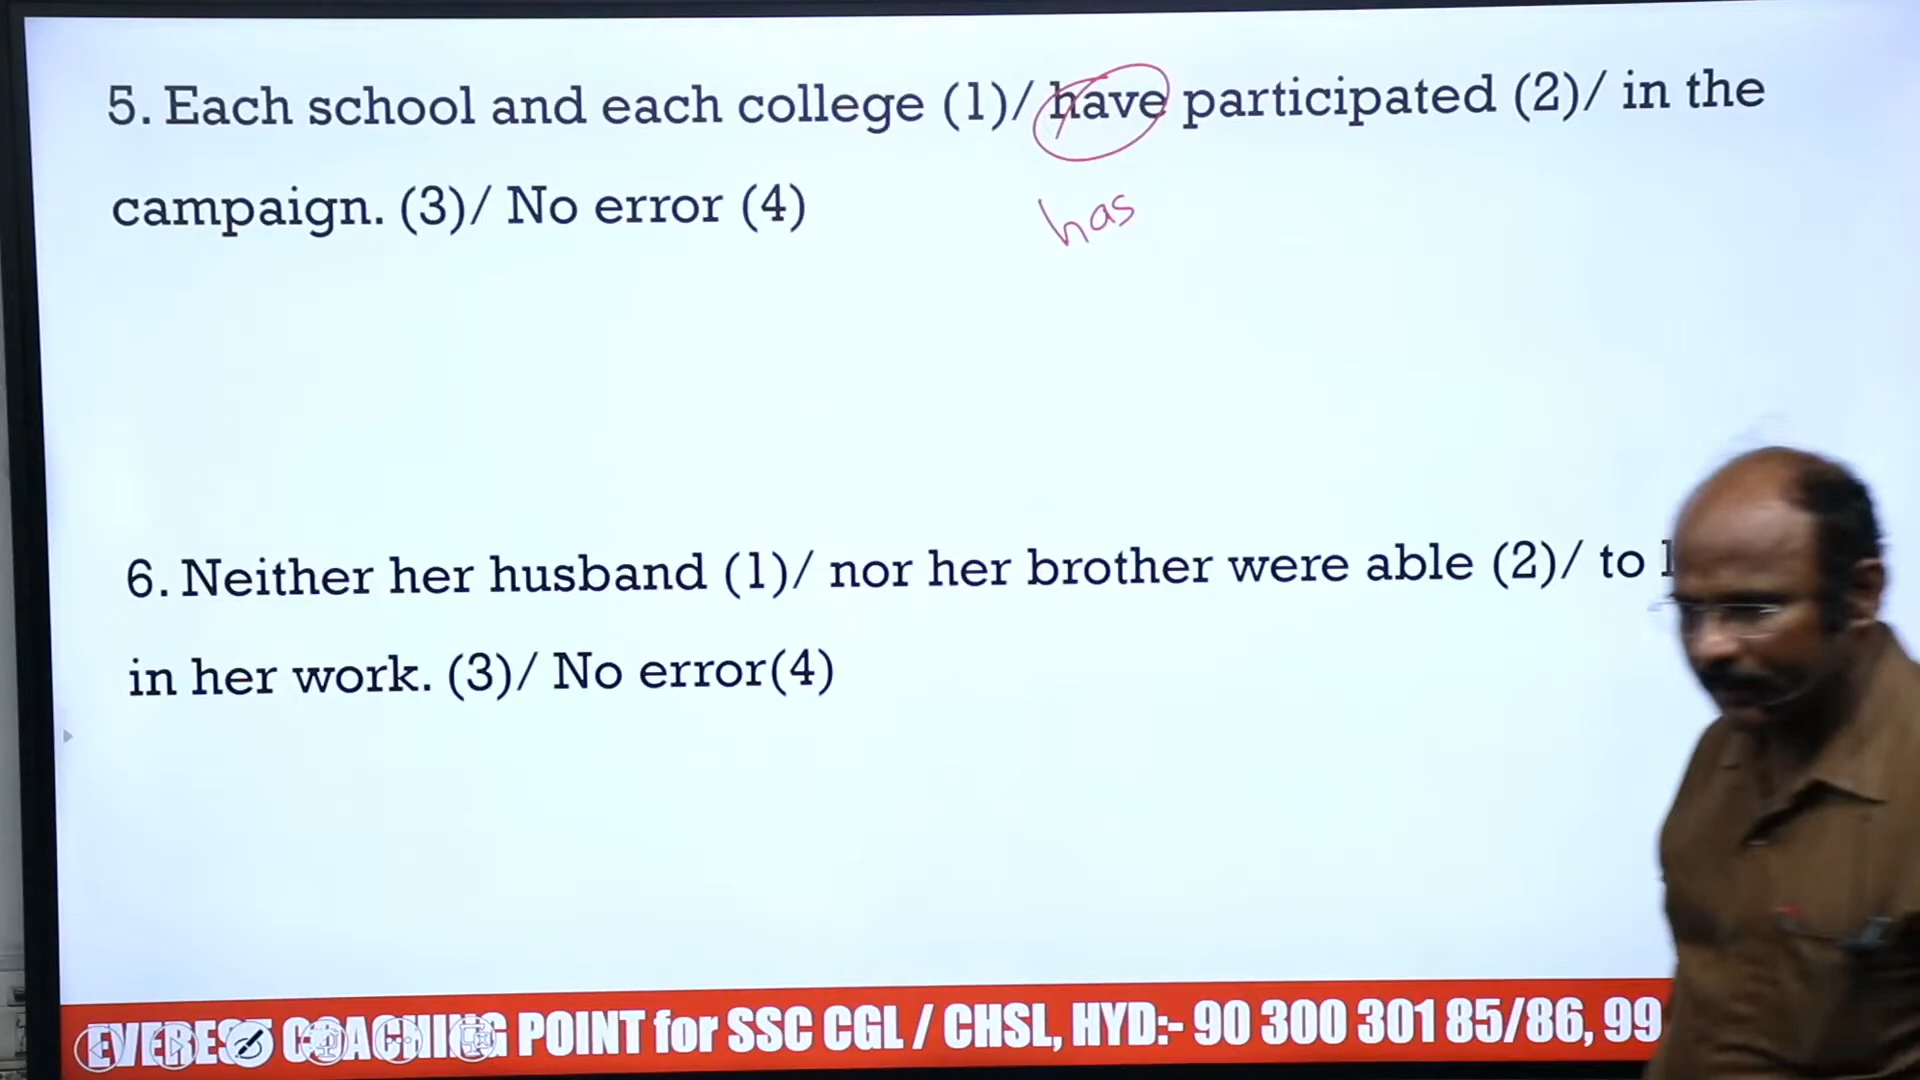 5. Each school and each college (1)/ have participated (2)/ in the
campaign. (3)/ No error (4)
has
6. Neither her husband (1)/ nor her brother were able (2)/ to
in her work. (3)/ No error(4)
EVEREST COACHING POINT for SSC CGL / CHSL, HYD:- 90 300 301 85/86, 99